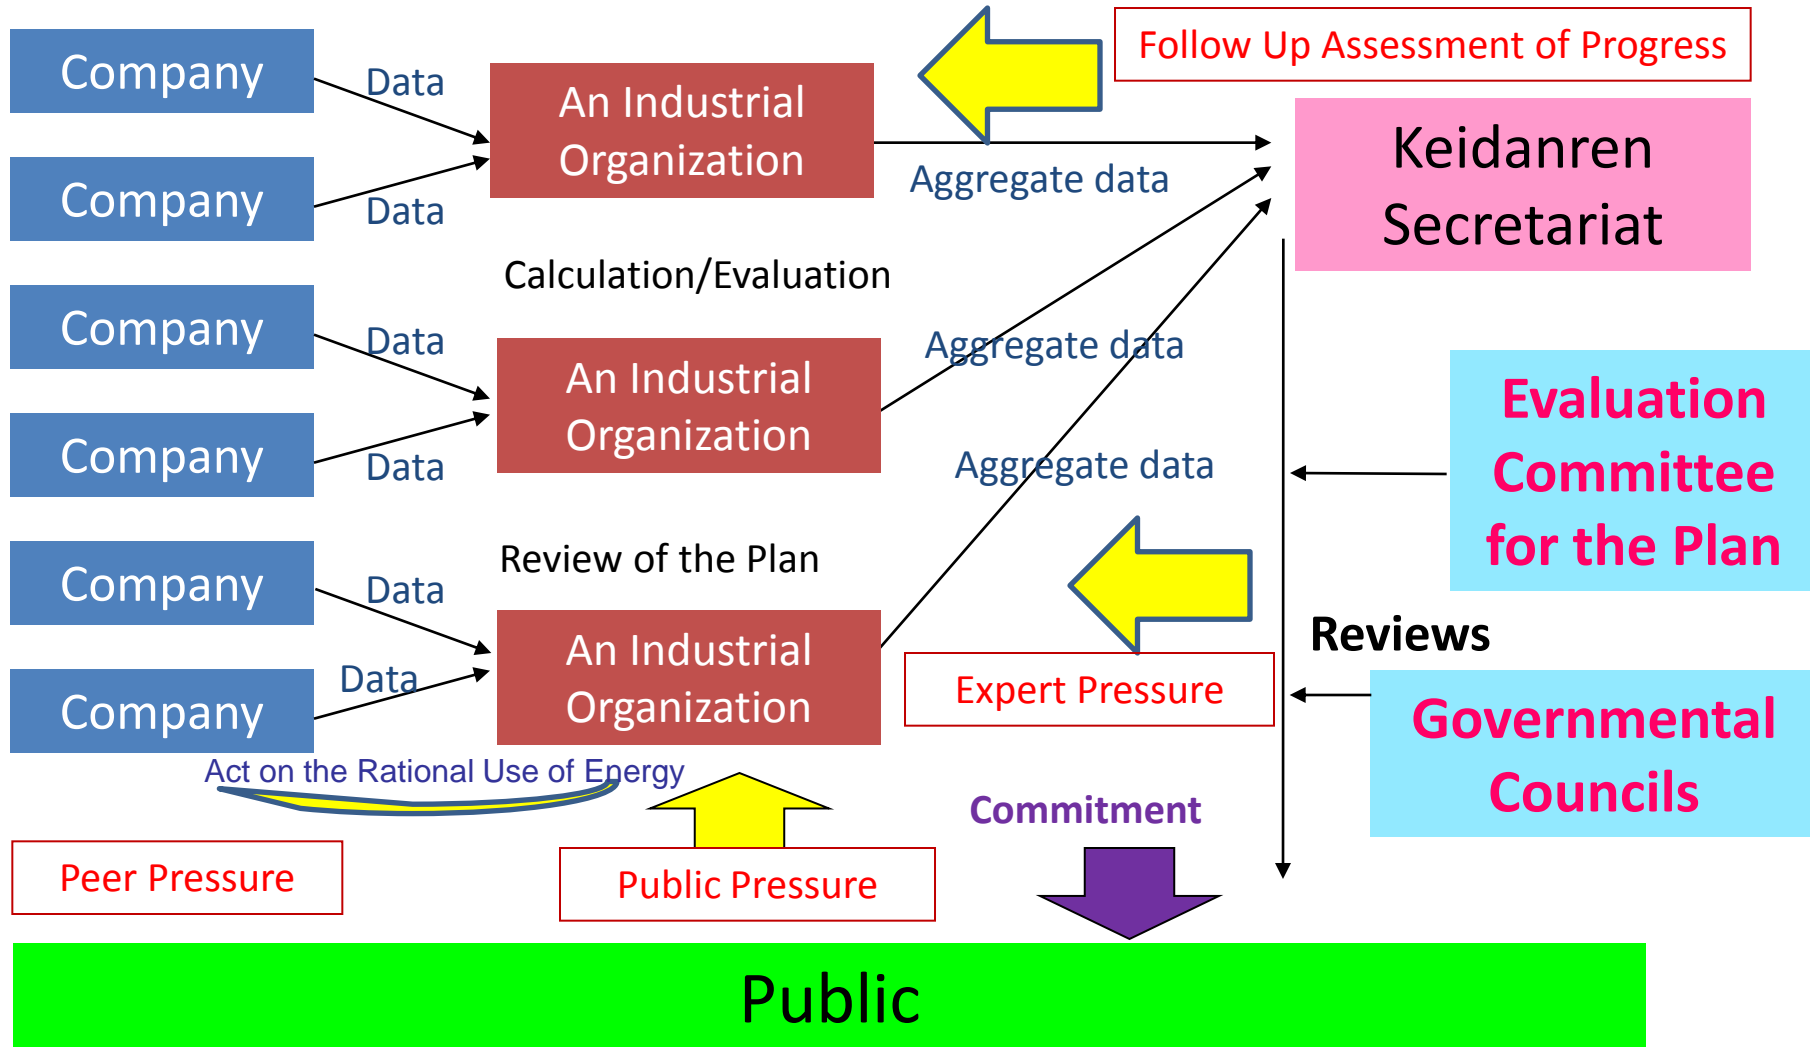 Follow Up Assessment of Progress
Company
Data
An Industrial
Organization
Keidanren
Secretariat
Company
Data
Aggregate data
Calculation/Evaluation
Company
Data
An Industrial
Organization
Aggregate data
Company
Data
Aggregate data
Evaluation
Committee
for the Plan
Review of the Plan
Company
Data
An Industrial
Organization
Reviews
Company
Data
Expert Pressure
Governmental
Councils
Act on the Rational Use of Energy
Commitment
Peer Pressure
Public Pressure
Public